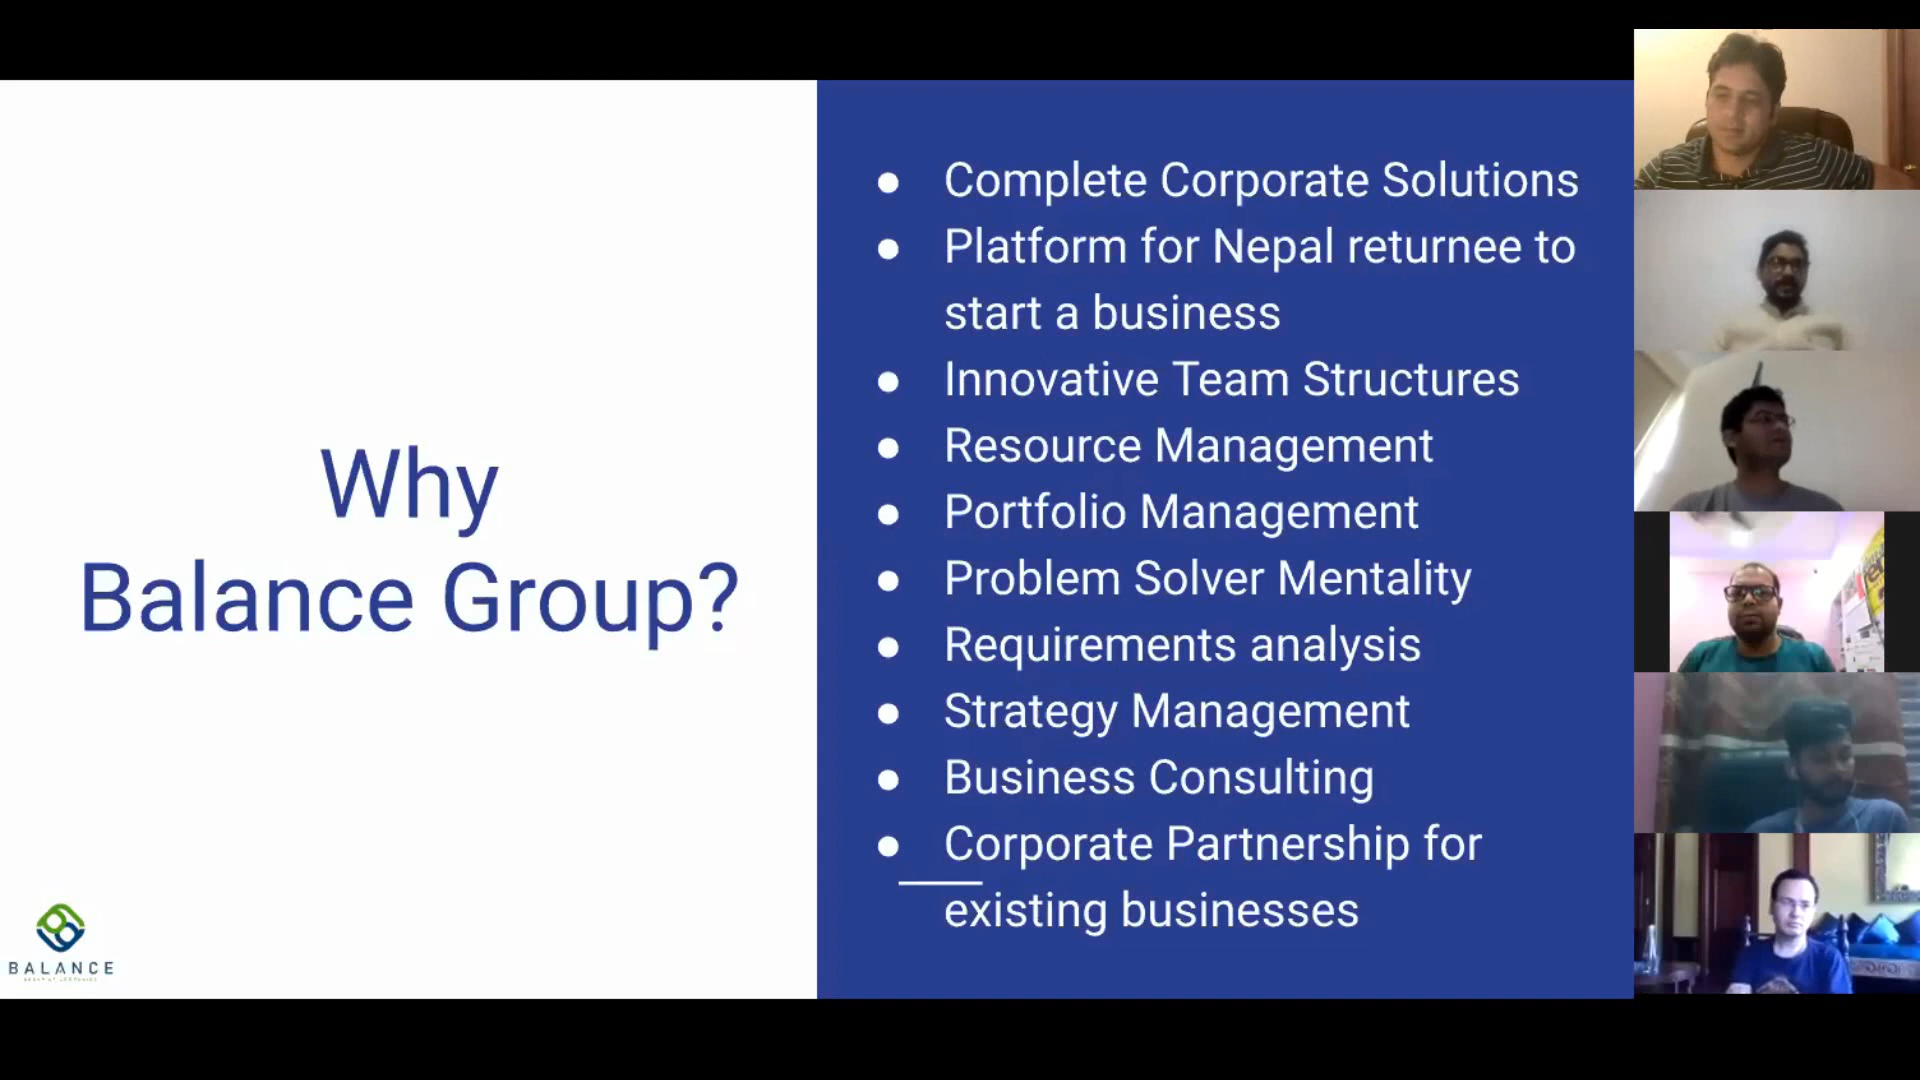 Why
Balance Group?
● Complete Corporate Solutions
● Platform for Nepal returnee to
start a business
● Innovative Team Structures
● Resource Management
● Portfolio Management
● Problem Solver Mentality
● Requirements analysis
● Strategy Management
● Business Consulting
● Corporate Partnership for
existing businesses
BALANCE